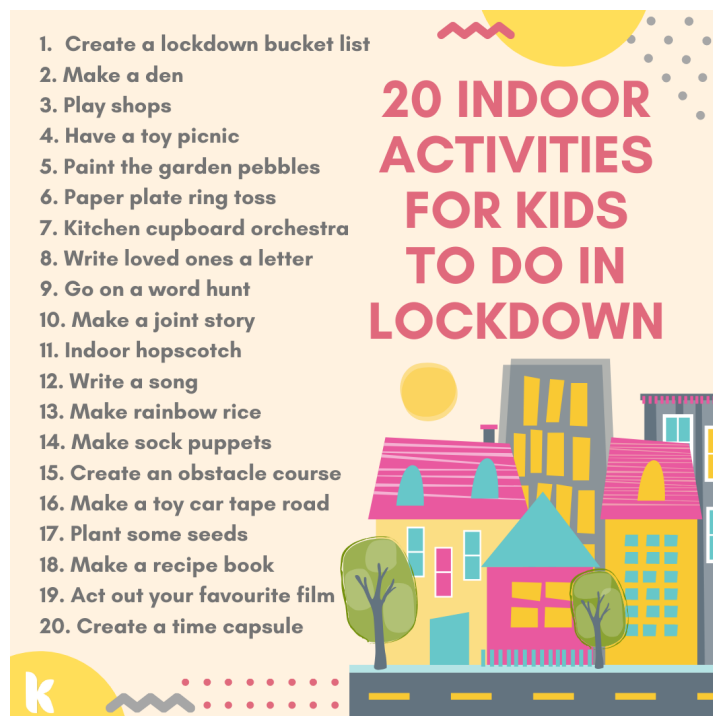 1. Create a lockdown bucket list
2. Make a den
3. Play shops
4. Have a toy picnic
5. Paint the garden pebbles
6. Paper plate ring toss
7. Kitchen cupboard orchestra
8. Write loved ones a letter
9. Go on a word hunt
10. Make a joint story
11. Indoor hopscotch
12. Write a song
13. Make rainbow rice
14. Make sock puppets
15. Create an obstacle course
16. Make a toy car tape road
17. Plant some seeds
18. Make a recipe book
19. Act out your favourite film
20. Create a time capsule
20 INDOOR
ACTIVITIES
FOR KIDS
TO DO IN
LOCKDOWN
k